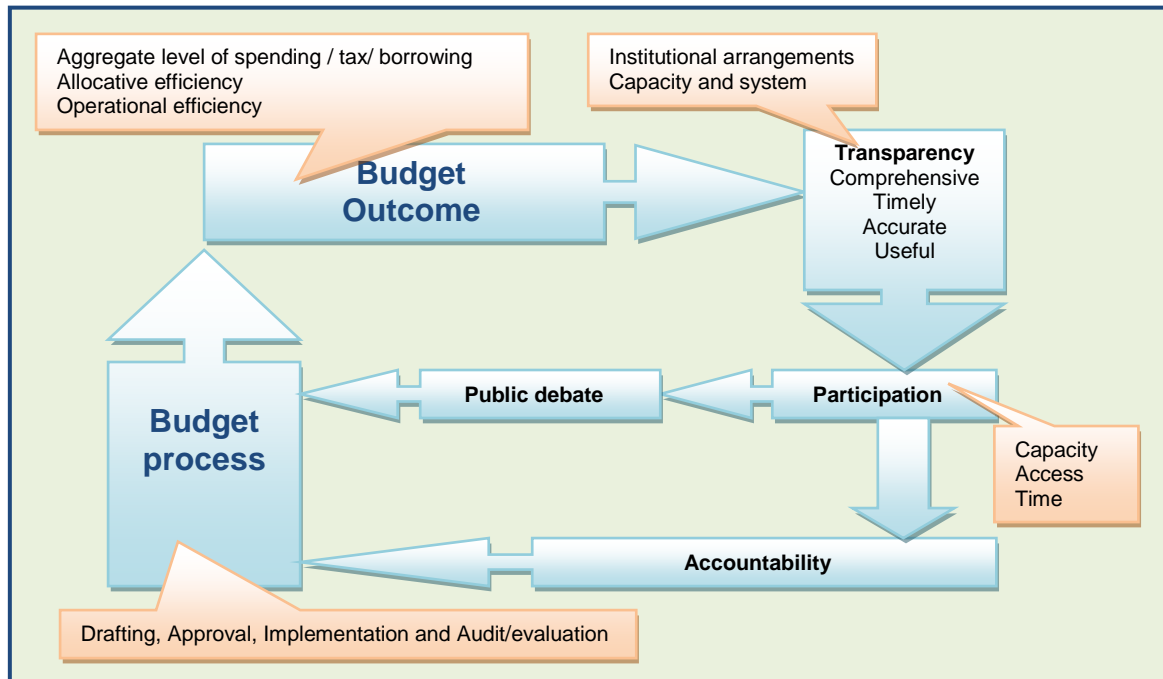 Aggregate level of spending / tax/ borrowing
Allocative efficiency
Operational efficiency
Institutional arrangements
Capacity and system
Budget
Outcome
Transparency
Comprehensive
Timely
Accurate
Useful
Budget
process
Public debate
Participation
Capacity
Access
Time
Accountability
Drafting, Approval, Implementation and Audit/evaluation